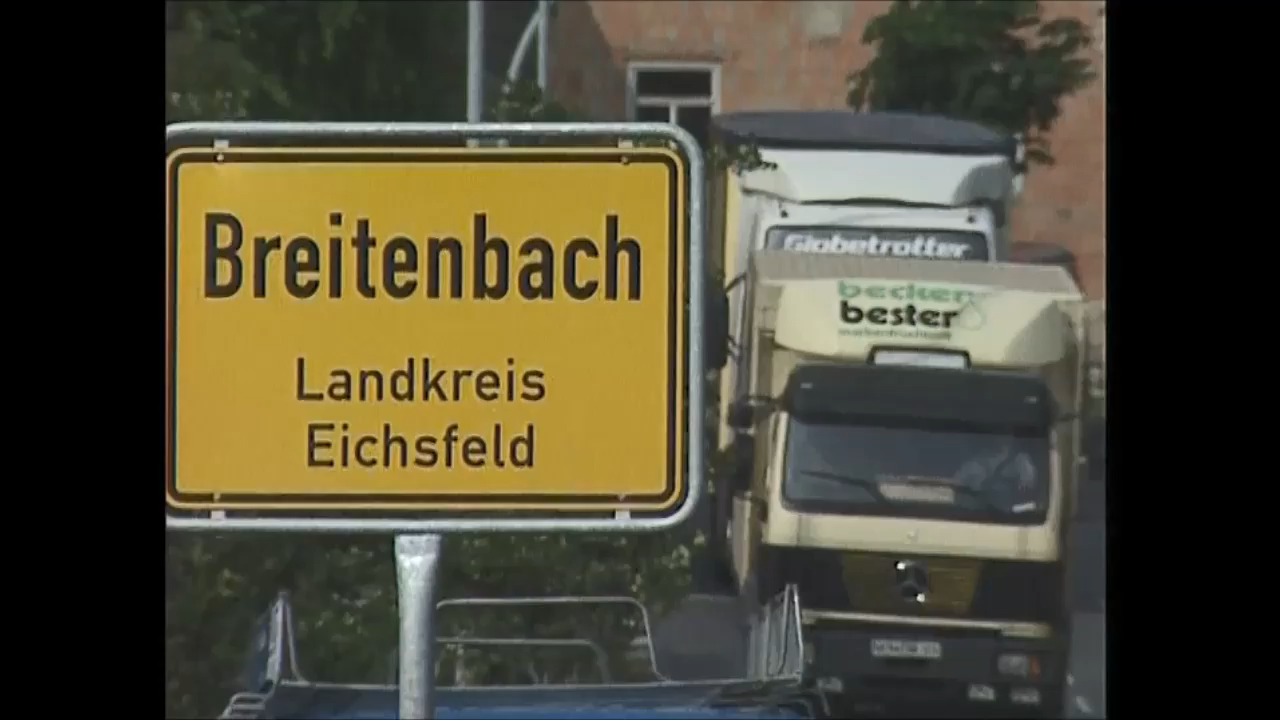 Breitenbach
Landkreis
Eichsfeld
Globetrotter
becker
bester